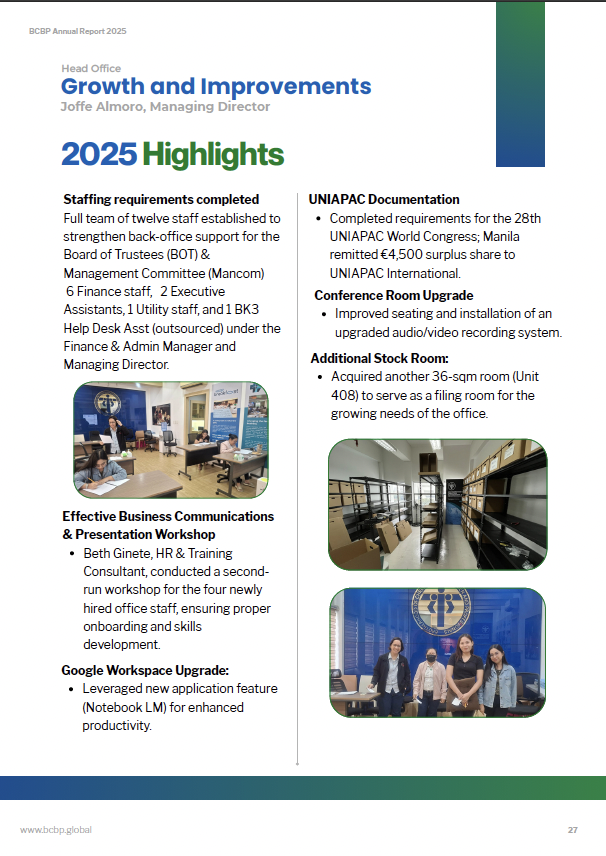 BCBP Annual Report 2025
Head Office
Growth and Improvements
Joffe Almoro, Managing Director
2025 Highlights
Staffing requirements completed
Full team of twelve staff established to
strengthen back-office support for the
Board of Trustees (BOT) &
Management Committee (Mancom)
6 Finance staff, 2 Executive
Assistants, 1 Utility staff, and 1 BK3
Help Desk Asst (outsourced) under the
Finance & Admin Manager and
Managing Director.
Effective Business Communications
& Presentation Workshop
• Beth Ginete, HR & Training
Consultant, conducted a second-
run workshop for the four newly
hired office staff, ensuring proper
onboarding and skills
development.
Google Workspace Upgrade:
• Leveraged new application feature
(Notebook LM) for enhanced
productivity.
UNIAPAC Documentation
• Completed requirements for the 28th
UNIAPAC World Congress; Manila
remitted €4,500 surplus share to
UNIAPAC International.
Conference Room Upgrade
• Improved seating and installation of an
upgraded audio/video recording system.
Additional Stock Room:
• Acquired another 36-sqm room (Unit
408) to serve as a filing room for the
growing needs of the office.
www.bcbp.global
27